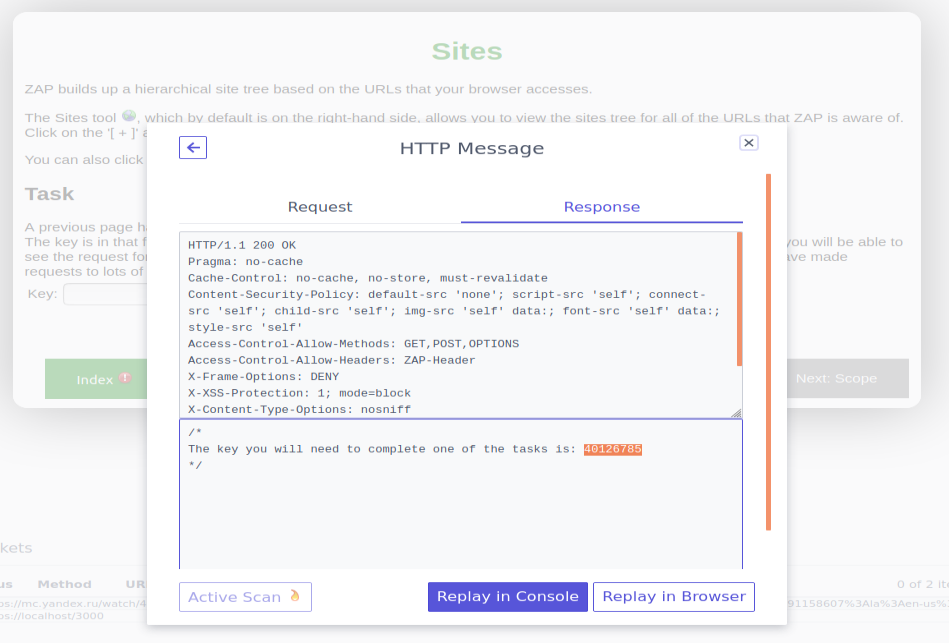 Sites
ZAP builds up a hierarchical site tree based on the URLs that your browser accesses.
The Sites tool , which by default is on the right-hand side, allows you to view the sites tree for all of the URLs that ZAP is aware of.
Click on the '[ + ]'
You can also click
Task
A previous page
The key is in that you will be able to
see the request for ave made
requests to lots of
Key:
Index
Next: Scope
HTTP Message
Request
Response
HTTP/1.1 200 OK
Pragma: no-cache
Cache-Control: no-cache, no-store, must-revalidate
Content-Security-Policy: default-src 'none'; script-src 'self'; connect-
src 'self'; child-src 'self'; img-src 'self' data:; font-src 'self' data:;
style-src 'self'
Access-Control-Allow-Methods: GET,POST,OPTIONS
Access-Control-Allow-Headers: ZAP-Header
X-Frame-Options: DENY
X-XSS-Protection: 1; mode=block
X-Content-Type-Options: nosniff
/*
The key you will need to complete one of the tasks is: 40126785
*/
Active Scan
Replay in Console
Replay in Browser
kets
us Method UR 0 of 2 ite
ps://mc.yandex.ru/watch/4 91158607%3Ala%3Aen-us%
ps://localhost/3000